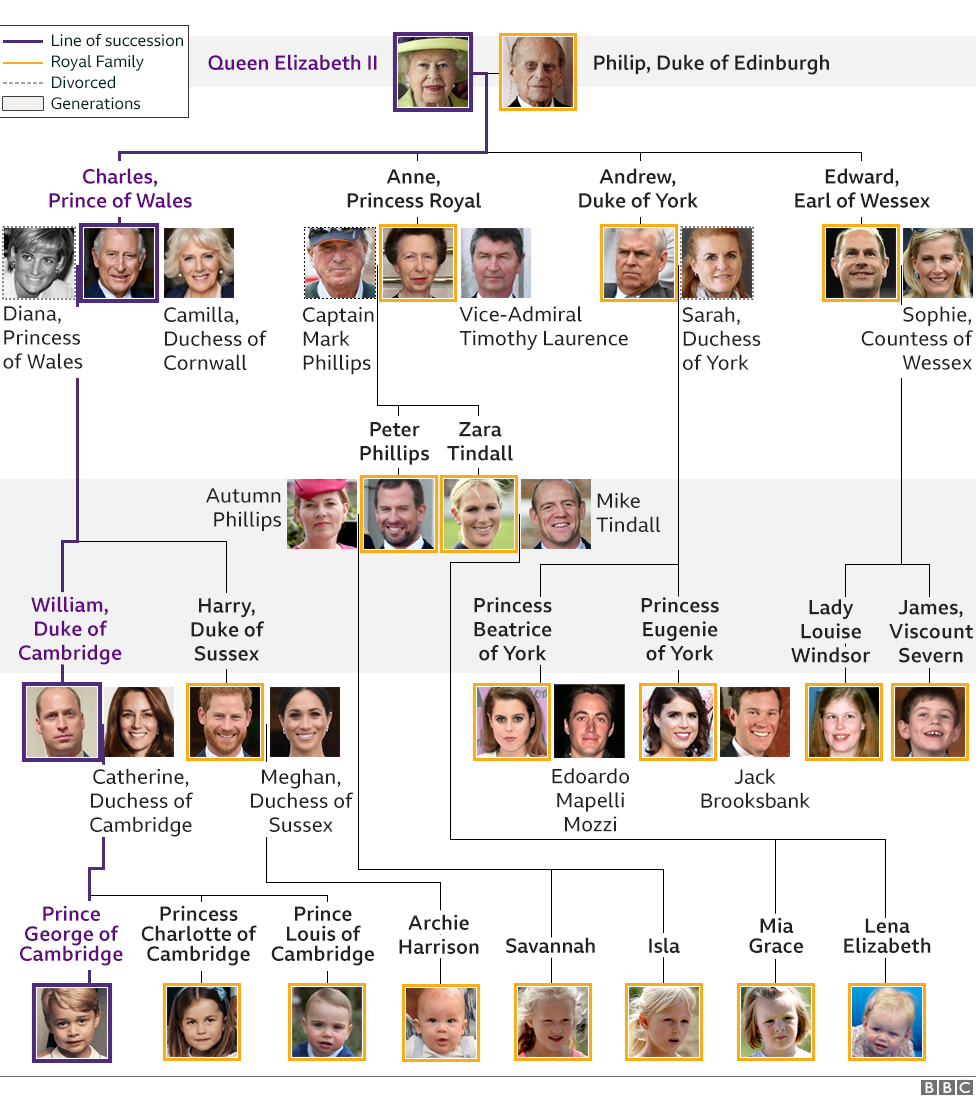 Line of succession
Royal Family
Divorced
Generations
Queen Elizabeth II
Philip, Duke of Edinburgh
Charles,
Prince of Wales
Anne,
Princess Royal
Andrew,
Duke of York
Edward,
Earl of Wessex
Diana,
Princess
of Wales
Camilla,
Duchess of
Cornwall
Captain
Mark
Phillips
Vice-Admiral
Timothy Laurence
Sarah,
Duchess
of York
Sophie,
Countess of
Wessex
Peter
Phillips
Zara
Tindall
Autumn
Phillips
Mike
Tindall
William,
Duke of
Cambridge
Harry,
Duke of
Sussex
Princess
Beatrice
of York
Princess
Eugenie
of York
Lady
Louise
Windsor
James,
Viscount
Severn
Catherine,
Duchess of
Cambridge
Meghan,
Duchess of
Sussex
Edoardo
Mapelli
Mozzi
Jack
Brooksbank
Prince
George of
Cambridge
Princess
Charlotte of
Cambridge
Prince
Louis of
Cambridge
Archie
Harrison
Savannah
Isla
Mia
Grace
Lena
Elizabeth
BBC